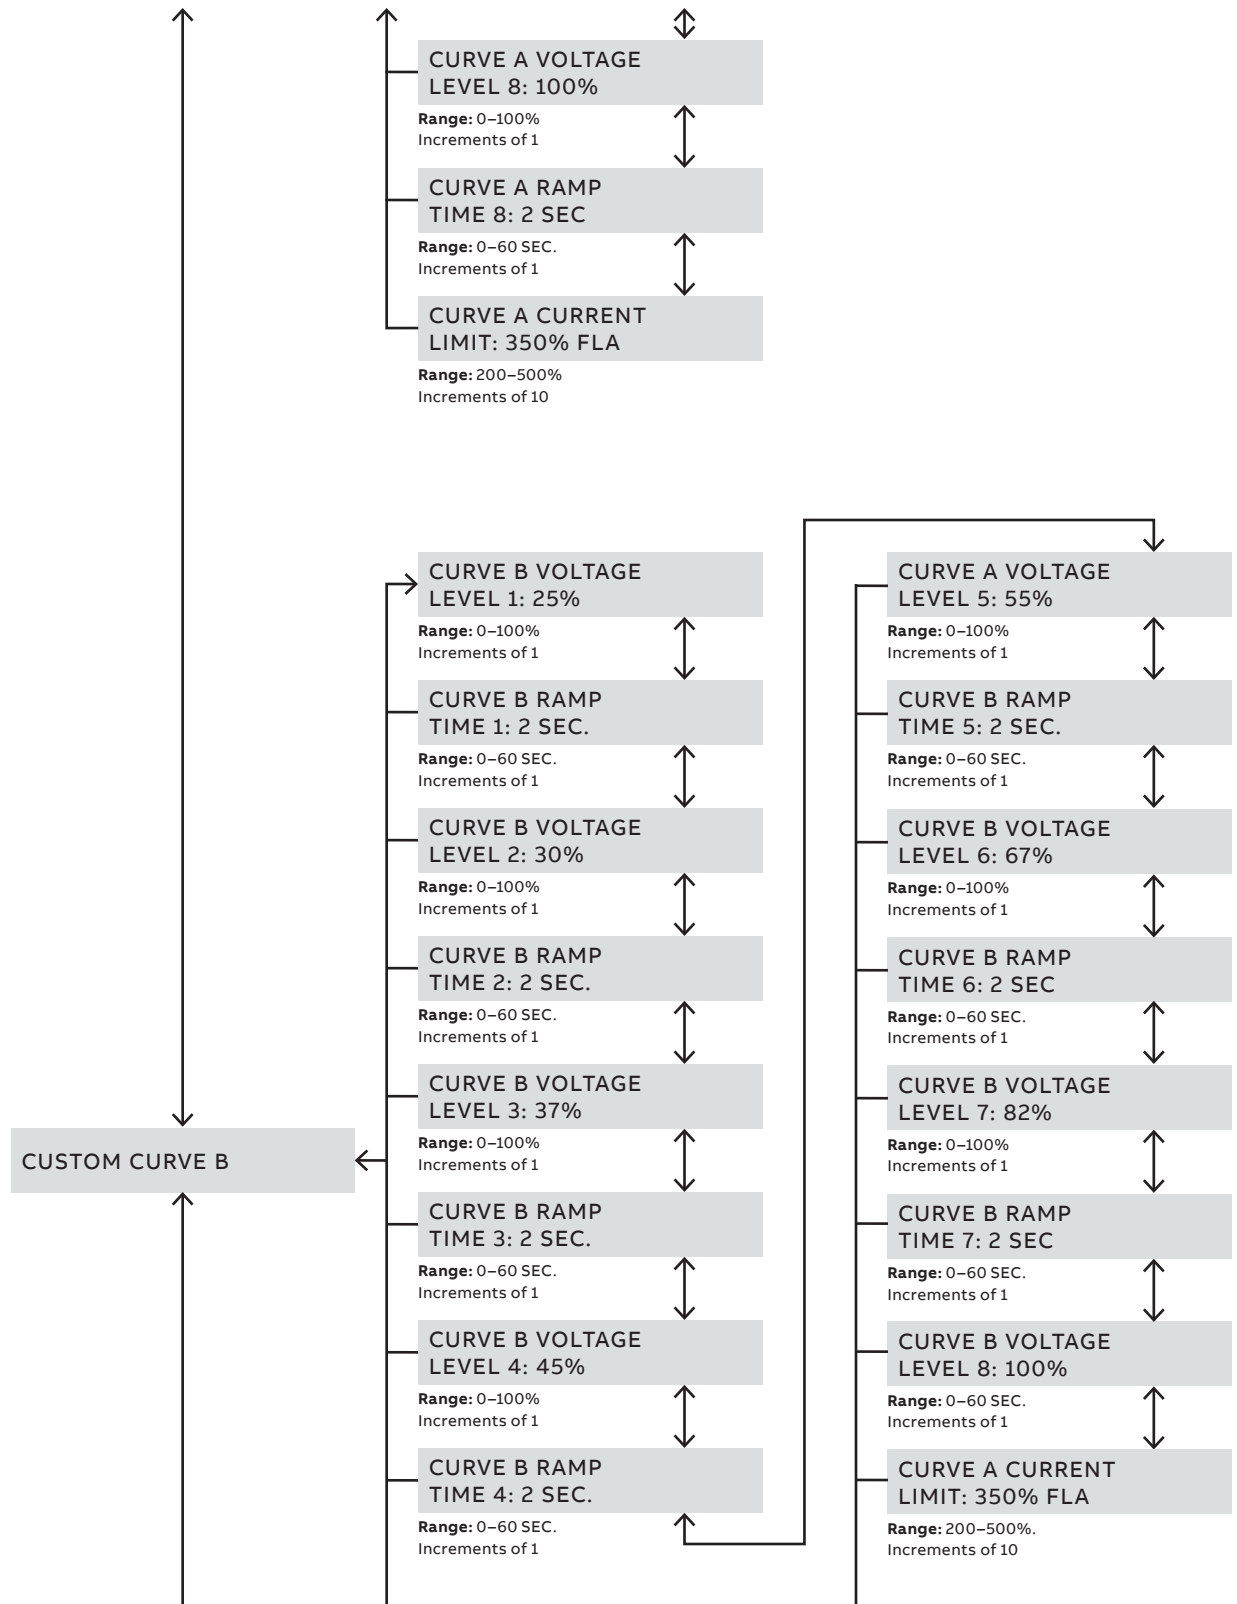 CURVE A VOLTAGE
LEVEL 8: 100%
Range: 0–100%
Increments of 1
CURVE A RAMP
TIME 8: 2 SEC
Range: 0–60 SEC.
Increments of 1
CURVE A CURRENT
LIMIT: 350% FLA
Range: 200–500%
Increments of 10
CUSTOM CURVE B
CURVE B VOLTAGE
LEVEL 1: 25%
Range: 0–100%
Increments of 1
CURVE B RAMP
TIME 1: 2 SEC.
Range: 0–60 SEC.
Increments of 1
CURVE B VOLTAGE
LEVEL 2: 30%
Range: 0–100%
Increments of 1
CURVE B RAMP
TIME 2: 2 SEC.
Range: 0–60 SEC.
Increments of 1
CURVE B VOLTAGE
LEVEL 3: 37%
Range: 0–100%
Increments of 1
CURVE B RAMP
TIME 3: 2 SEC.
Range: 0–60 SEC.
Increments of 1
CURVE B VOLTAGE
LEVEL 4: 45%
Range: 0–100%
Increments of 1
CURVE B RAMP
TIME 4: 2 SEC.
Range: 0–60 SEC.
Increments of 1
CURVE A VOLTAGE
LEVEL 5: 55%
Range: 0–100%
Increments of 1
CURVE B RAMP
TIME 5: 2 SEC.
Range: 0–60 SEC.
Increments of 1
CURVE B VOLTAGE
LEVEL 6: 67%
Range: 0–100%
Increments of 1
CURVE B RAMP
TIME 6: 2 SEC
Range: 0–60 SEC.
Increments of 1
CURVE B VOLTAGE
LEVEL 7: 82%
Range: 0–100%
Increments of 1
CURVE B RAMP
TIME 7: 2 SEC
Range: 0–60 SEC.
Increments of 1
CURVE B VOLTAGE
LEVEL 8: 100%
Range: 0–60 SEC.
Increments of 1
CURVE A CURRENT
LIMIT: 350% FLA
Range: 200–500%.
Increments of 10